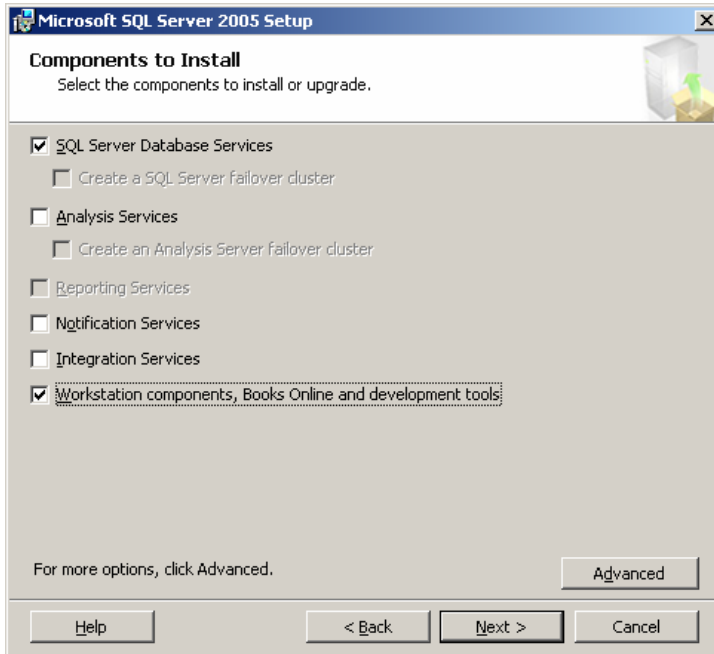 Microsoft SQL Server 2005 Setup
Components to Install
Select the components to install or upgrade.
SQL Server Database Services
Create a SQL Server failover cluster
Analysis Services
Create an Analysis Server failover cluster
Reporting Services
Notification Services
Integration Services
Workstation components, Books Online and development tools
For more options, click Advanced.
Advanced
Help
< Back
Next >
Cancel